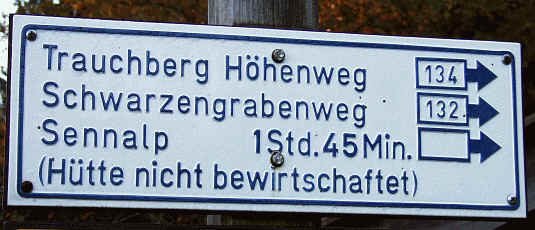 Trauchberg Höhenweg 134
Schwarzengrabenweg 132
Sennalp 1Std.45Min.
(Hütte nicht bewirtschaftet)